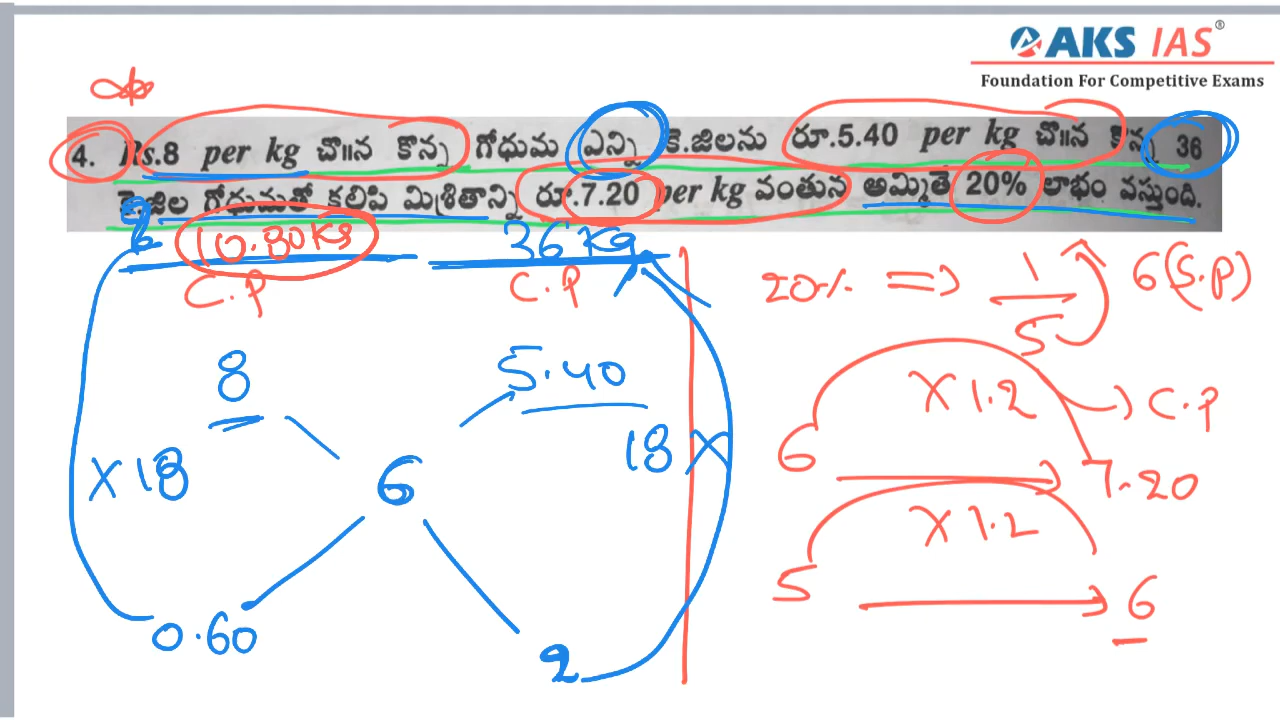 AKS IAS®
Foundation For Competitive Exams
4. Rs.8 per kg చొ॥న కొన్న గోధుమ ఎన్ని కె.జిలను రూ.5.40 per kg చొ॥న కొన్న 36
కెజిల గోధుమతో కలిపి మిశ్రితాన్ని రూ.7.20 per kg వంతున అమ్మితే 20% లాభం వస్తుంది.
10.80Ks 36 Kg
C.P C.P
20% ⇒ 1/5 6(S.P)
8 5.40
X 1.2 → C.P
X 18 6 18 X
6 → 7.20
X 1.2
5 → 6
0.60 2